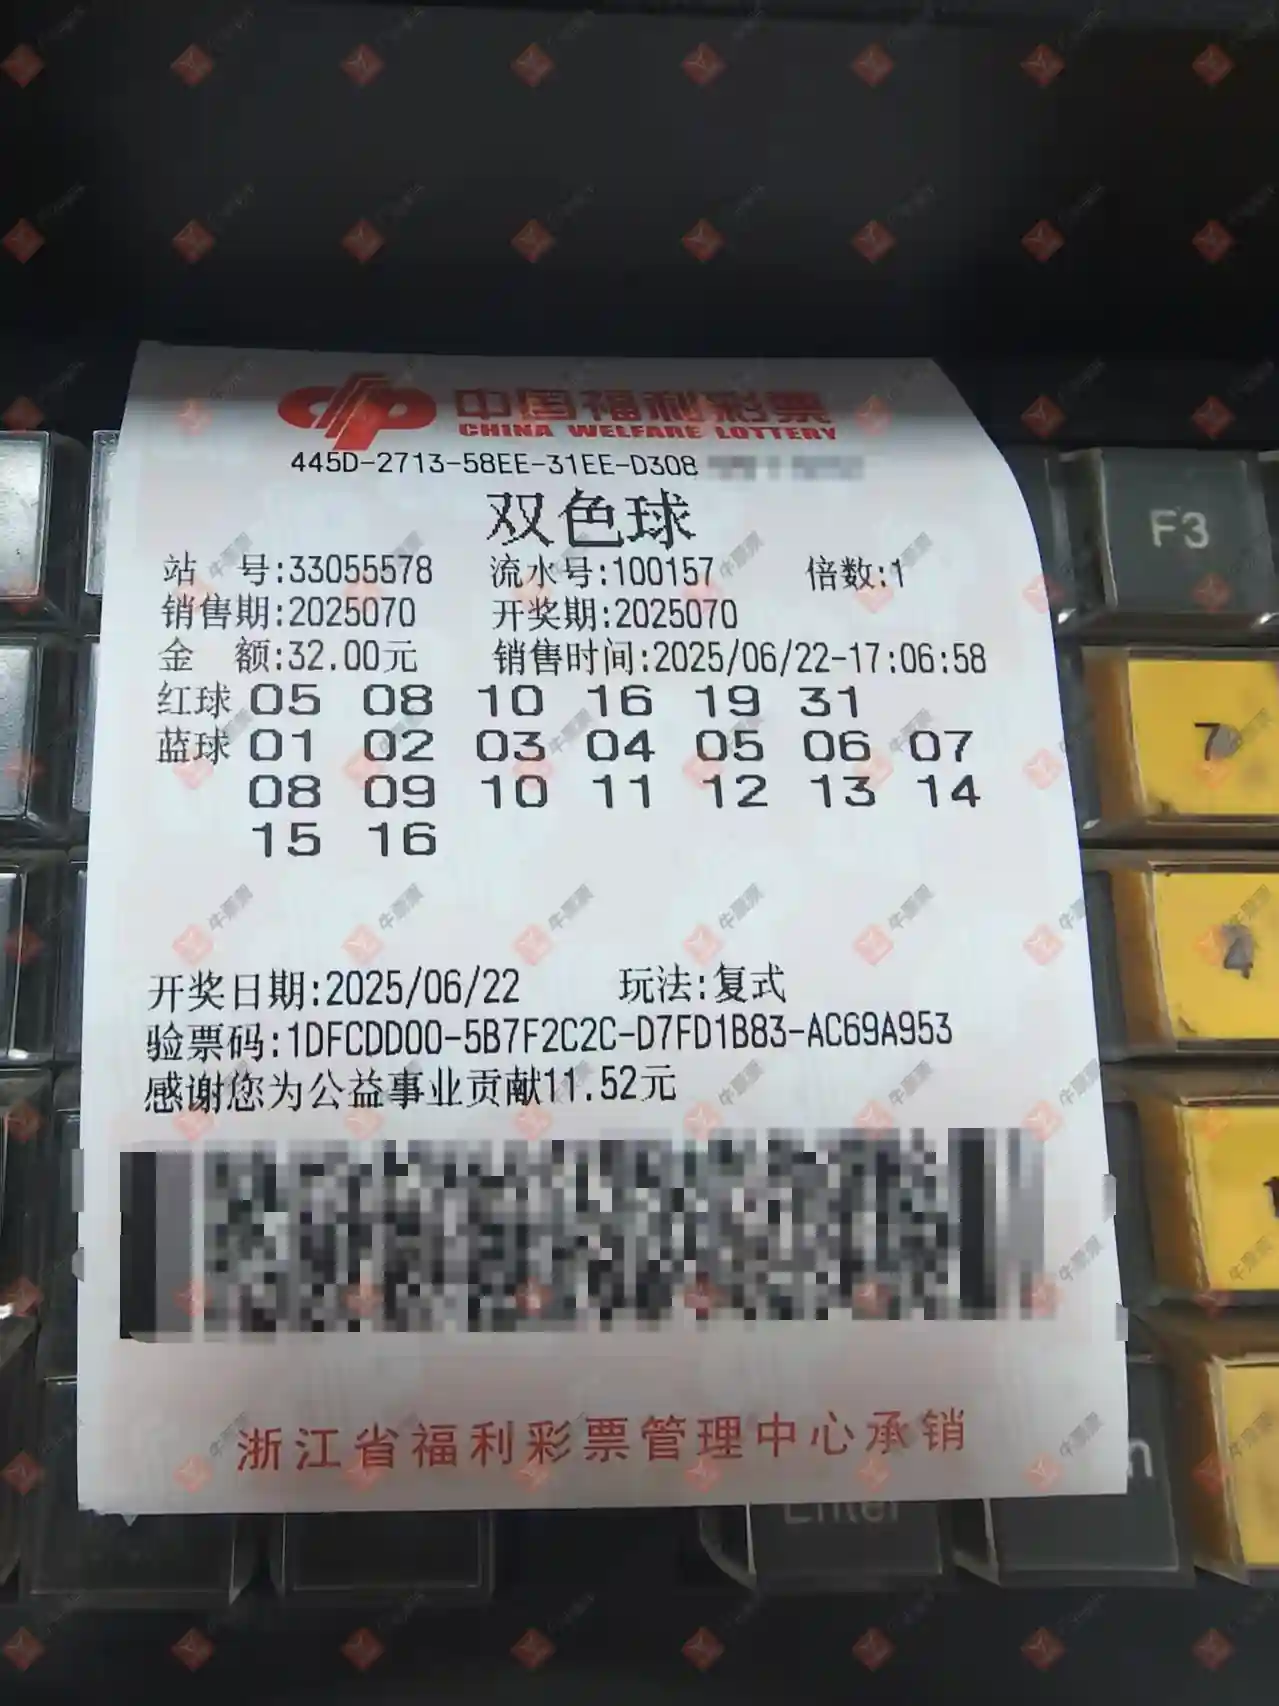 中国福利彩票
CHINA WELFARE LOTTERY
445D-2713-58EE-31EE-D308
双色球
站 号:33055578 流水号:100157 倍数:1
销售期:2025070 开奖期:2025070
金 额:32.00元 销售时间:2025/06/22-17:06:58
红球 05 08 10 16 19 31
蓝球 01 02 03 04 05 06 07
08 09 10 11 12 13 14
15 16
开奖日期:2025/06/22 玩法:复式
验票码:1DFCDD00-5B7F2C2C-D7FD1B83-AC69A953
感谢您为公益事业贡献11.52元
浙江省福利彩票管理中心承销
F3
7
4
Enter
牛票票